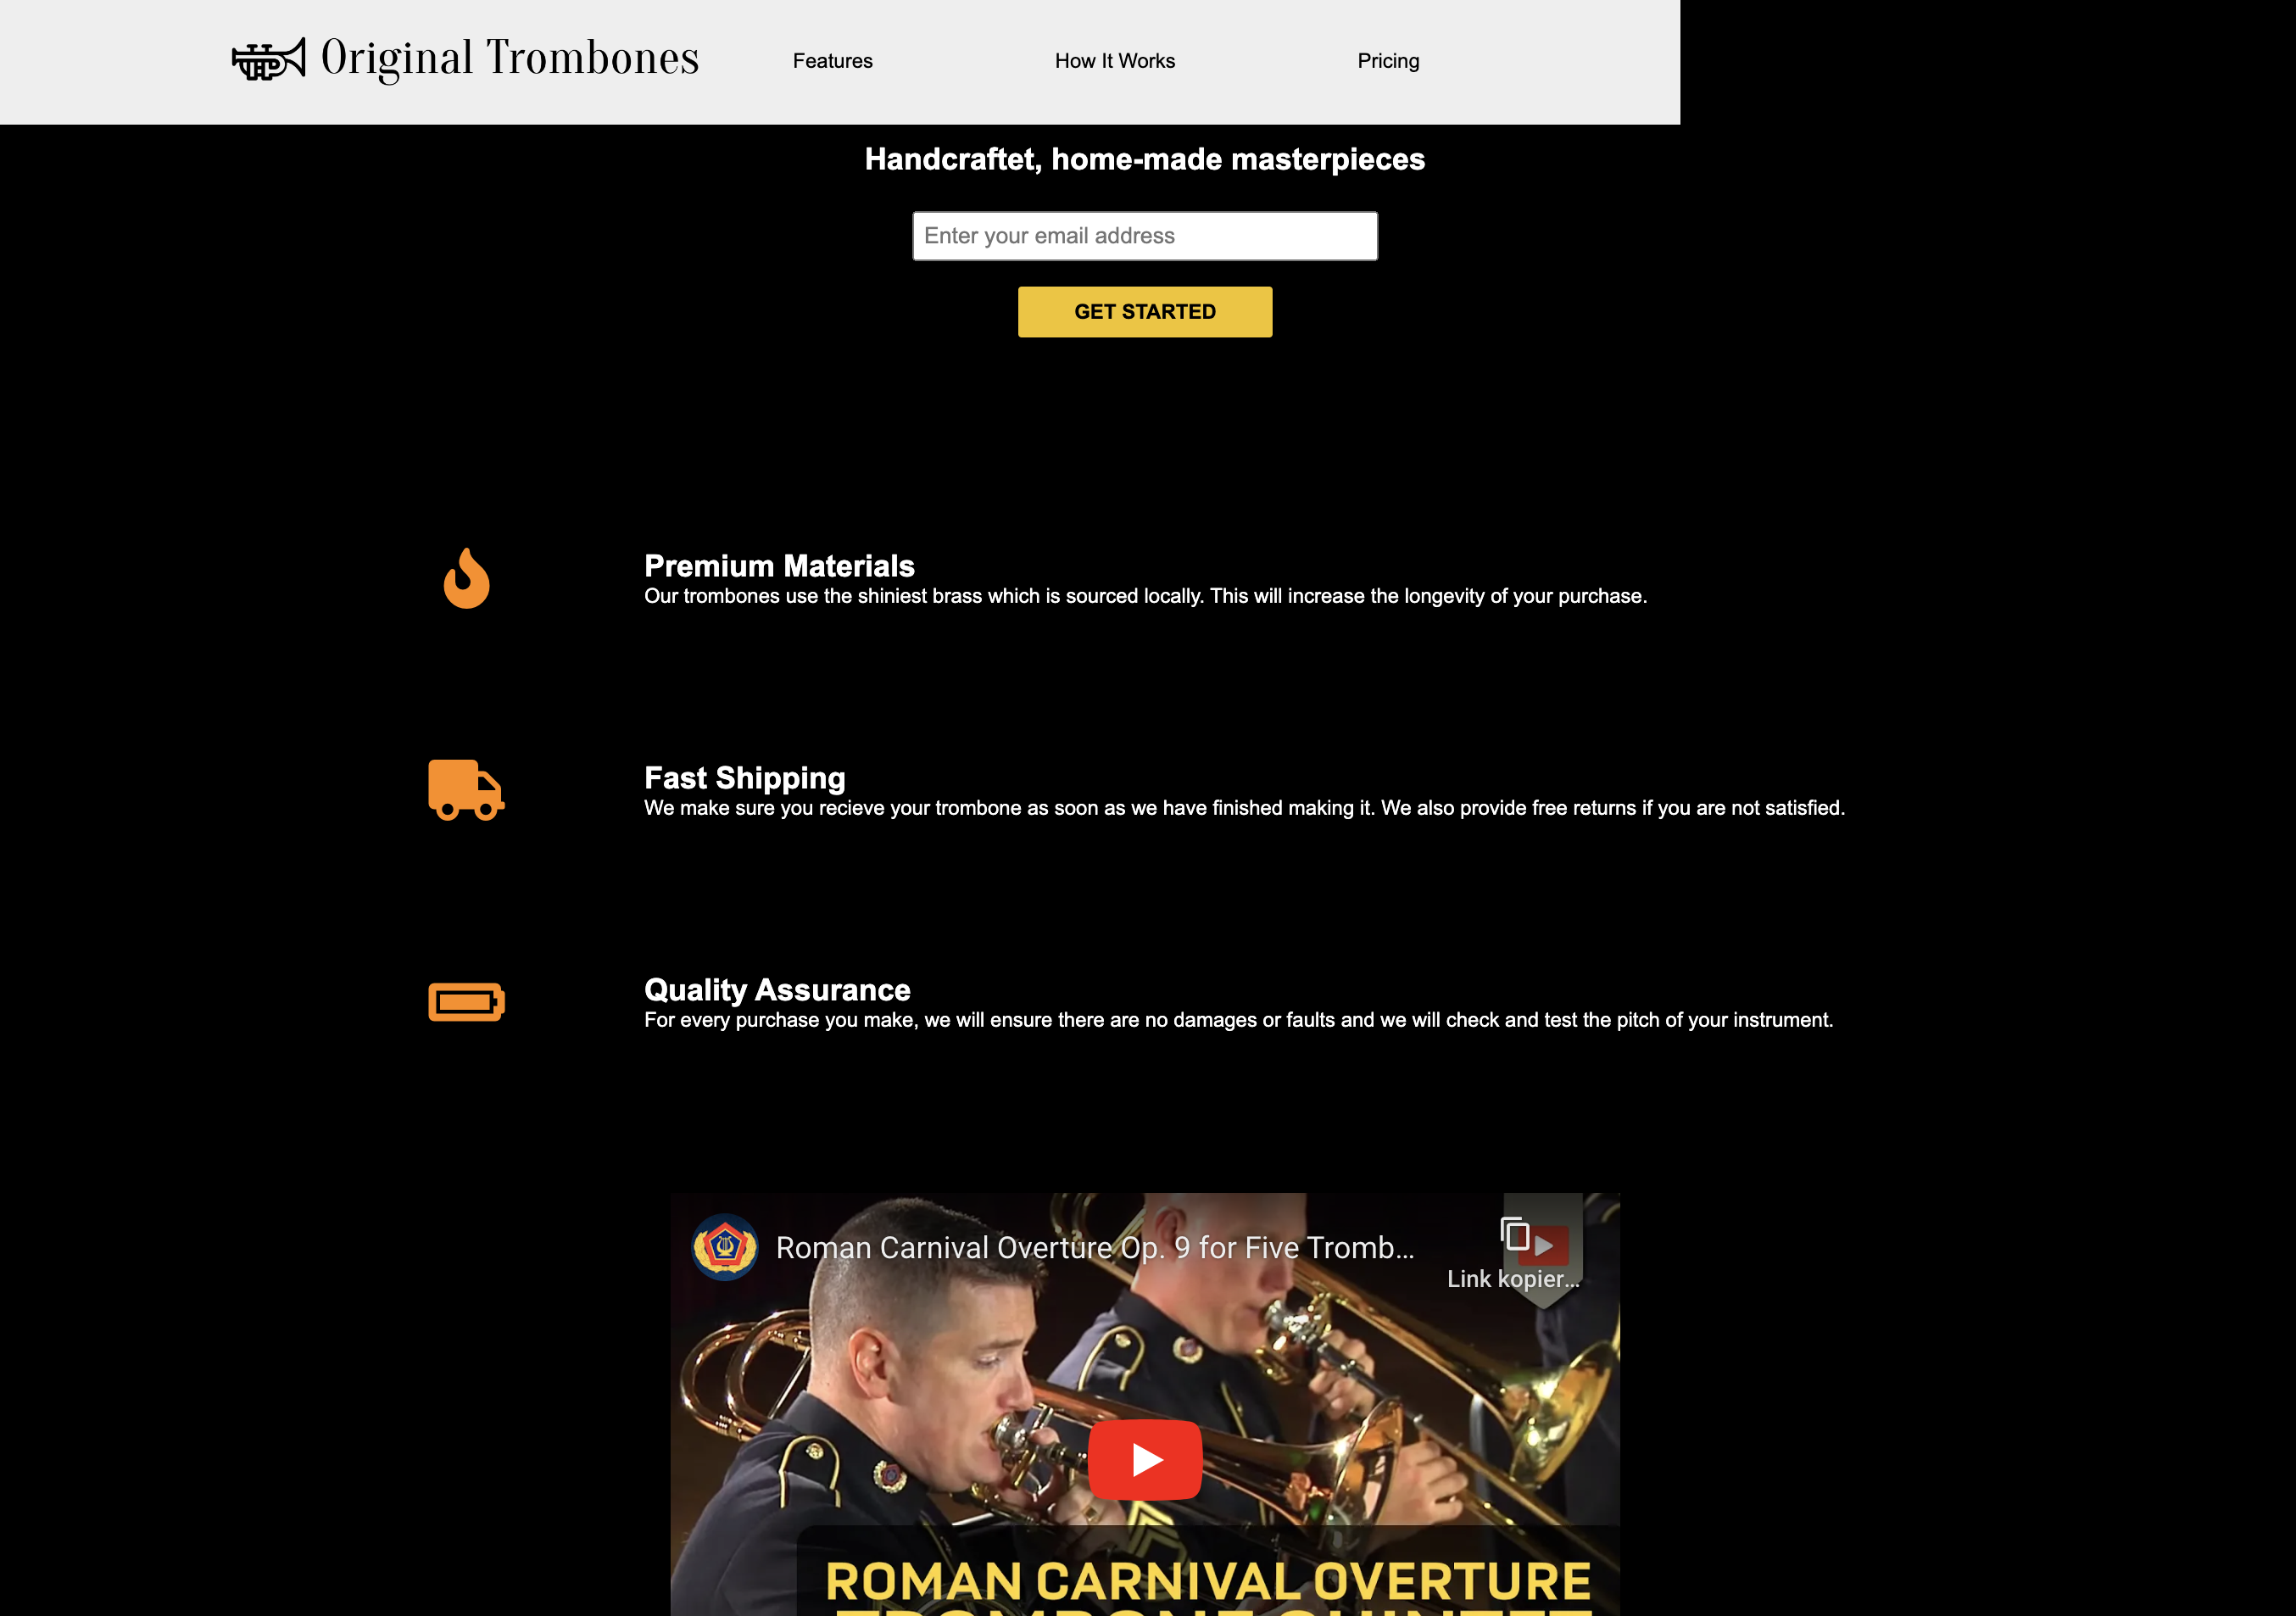 Original Trombones
Features
How It Works
Pricing
Handcraftet, home-made masterpieces
Enter your email address
GET STARTED
Premium Materials
Our trombones use the shiniest brass which is sourced locally. This will increase the longevity of your purchase.
Fast Shipping
We make sure you recieve your trombone as soon as we have finished making it. We also provide free returns if you are not satisfied.
Quality Assurance
For every purchase you make, we will ensure there are no damages or faults and we will check and test the pitch of your instrument.
Roman Carnival Overture Op. 9 for Five Tromb...
Link kopier...
ROMAN CARNIVAL OVERTURE
TROMBONE QUINTET